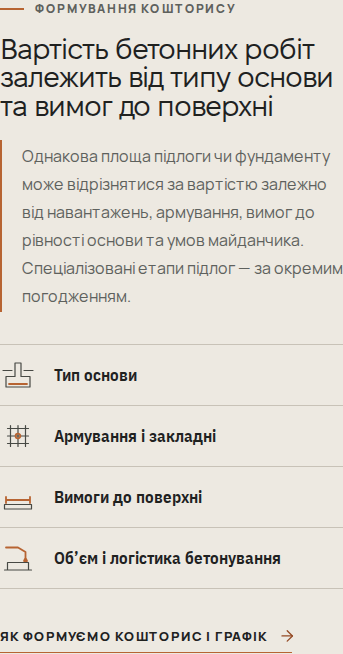 ФОРМУВАННЯ КОШТОРИСУ
Вартість бетонних робіт
залежить від типу основи
та вимог до поверхні
Однакова площа підлоги чи фундаменту
може відрізнятися за вартістю залежно
від навантажень, армування, вимог до
рівності основи та умов майданчика.
Спеціалізовані етапи підлог — за окремим
погодженням.
Тип основи
Армування і закладні
Вимоги до поверхні
Об’єм і логістика бетонування
ЯК ФОРМУЄМО КОШТОРИС І ГРАФІК